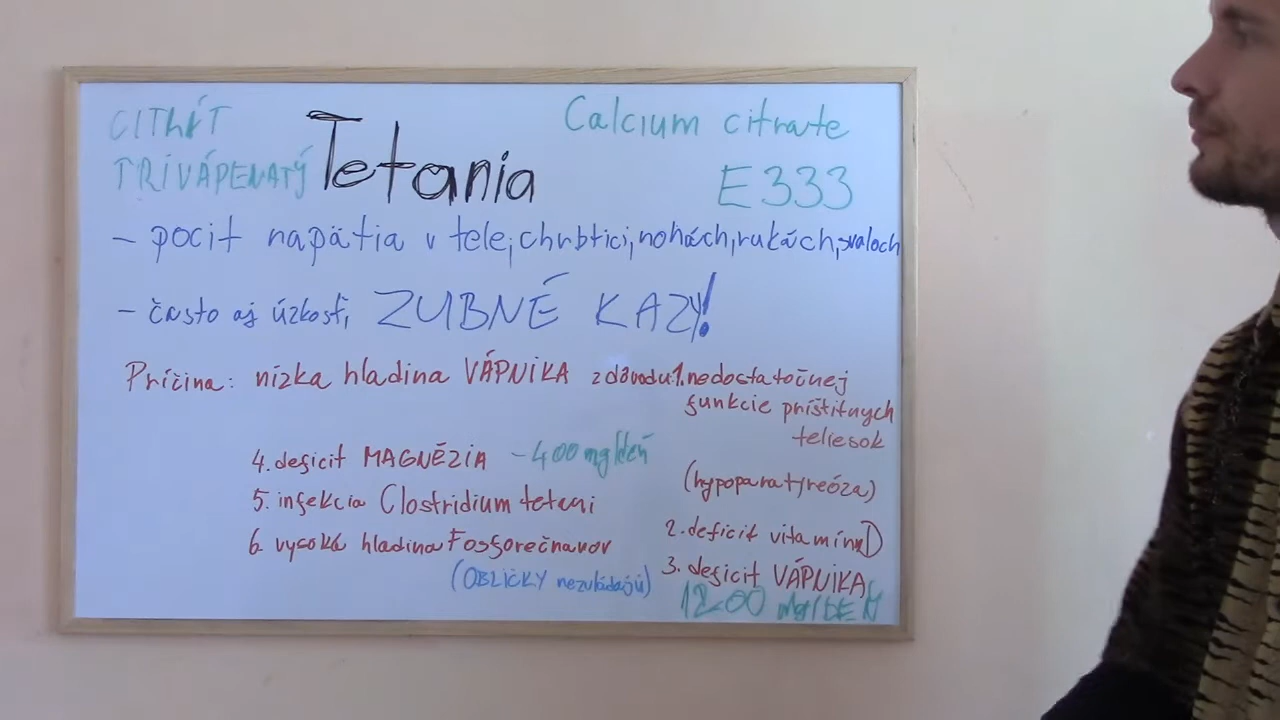 CITRÁT
TRIVÁPENATÝ
Tetania
Calcium citrate
E333
- pocit napätia v tele, chrbtici, nohách, rukách, svaloch
- často aj úzkosti, ZUBNÉ KAZY!
Príčina: nízka hladina VÁPNIKA z dôvodu: 1. nedostatočnej
funkcie príštitnych
teliesok
(hypoparatyreóza)
2. deficit vitamínu D
3. deficit VÁPNIKA
1200 mg/DEŇ
4. deficit MAGNÉZIA - 400 mg/deň
5. infekcia Clostridium tetani
6. vysoká hladina Fosforečnanov
(OBLIČKY nezvládajú)